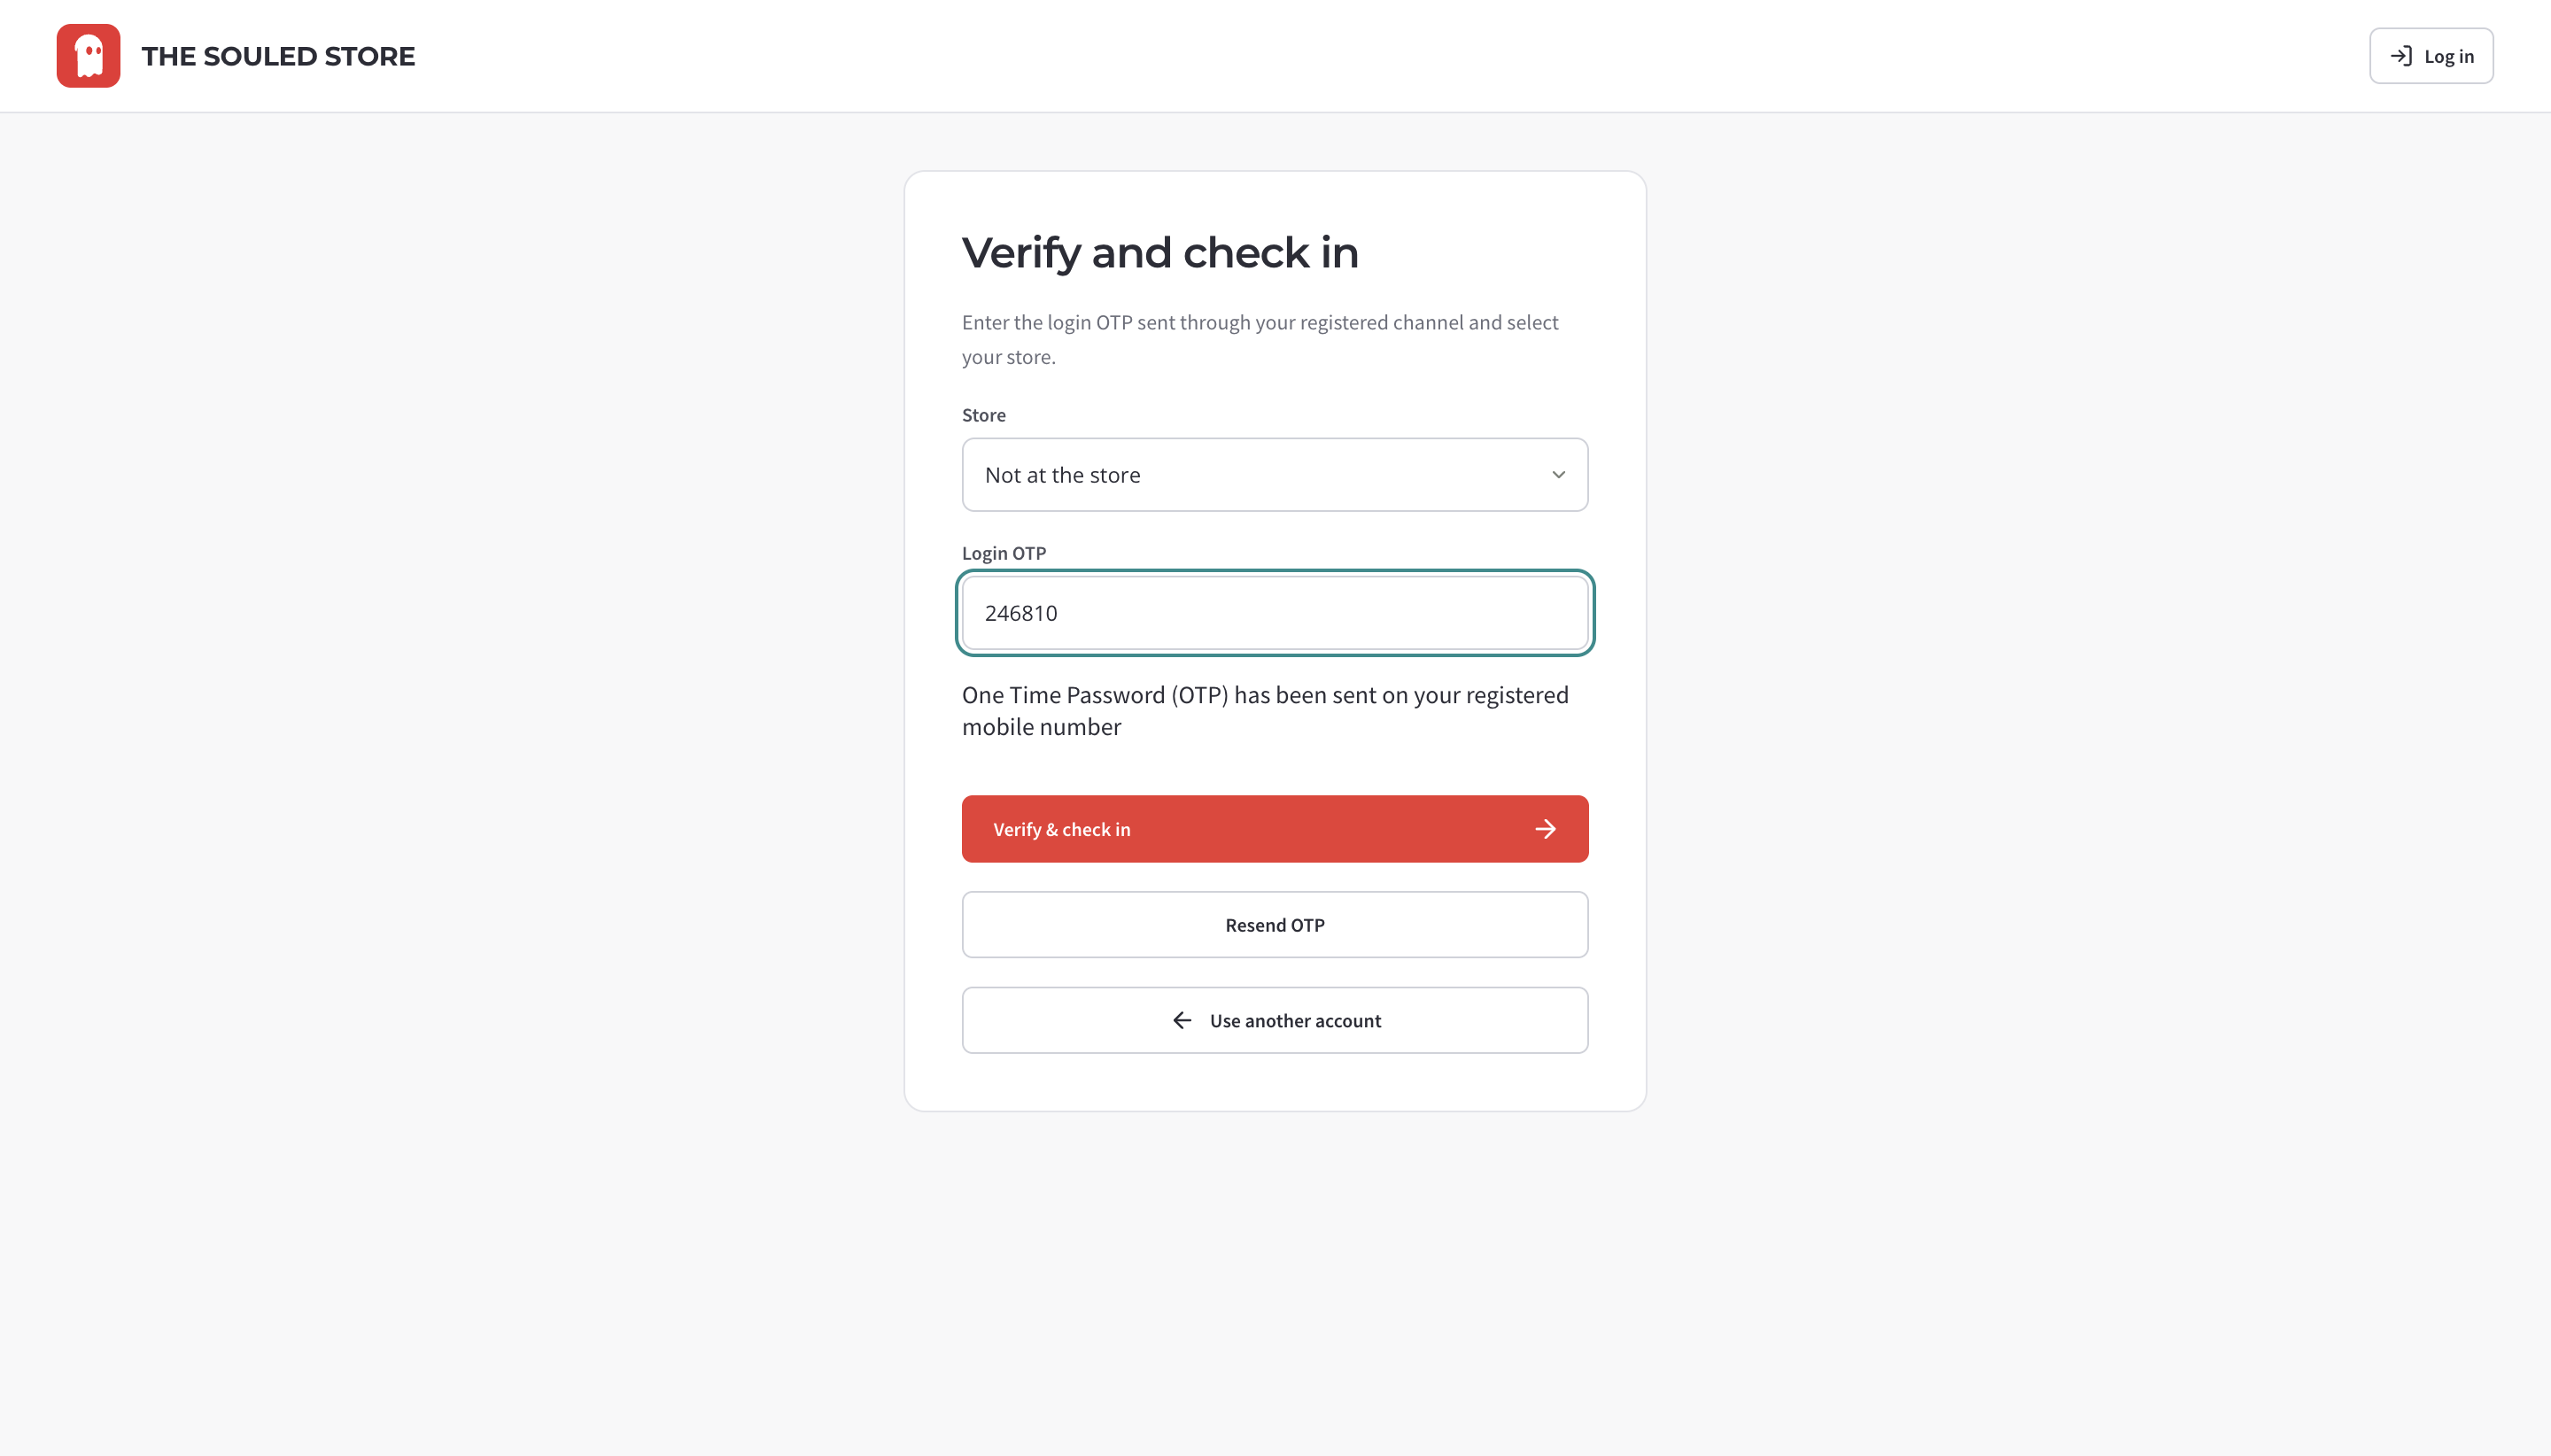 THE SOULED STORE
Log in
Verify and check in
Enter the login OTP sent through your registered channel and select
your store.
Store
Not at the store
Login OTP
246810
One Time Password (OTP) has been sent on your registered
mobile number
Verify & check in
Resend OTP
Use another account